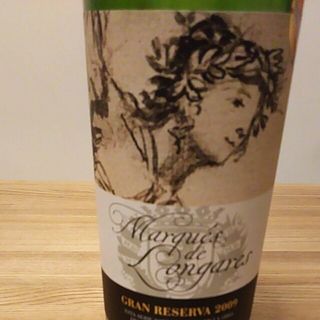 Marqués
de
Longares
GRAN RESERVA 2009